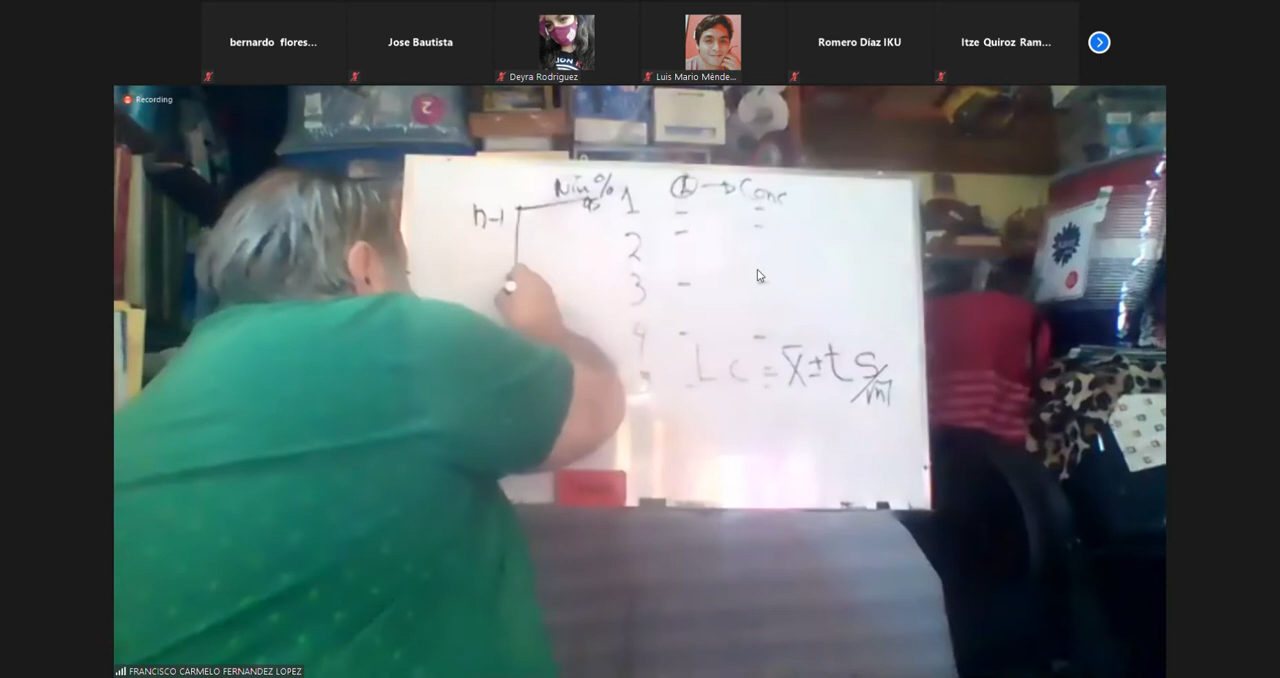 bernardo flores...
Jose Bautista
Deyra Rodriguez
Luis Mario Ménde...
Romero Díaz IKU
Itze Quiroz Ram...
Recording
Niv %
n-1
1 → Conc
2
3
4
Lc = x̄ ± t s/√n
FRANCISCO CARMELO FERNANDEZ LOPEZ